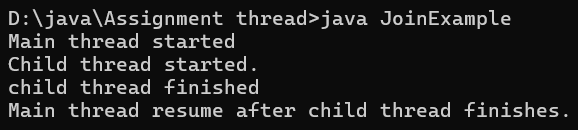 D:\java\Assignment thread>java JoinExample
Main thread started
Child thread started.
child thread finished
Main thread resume after child thread finishes.